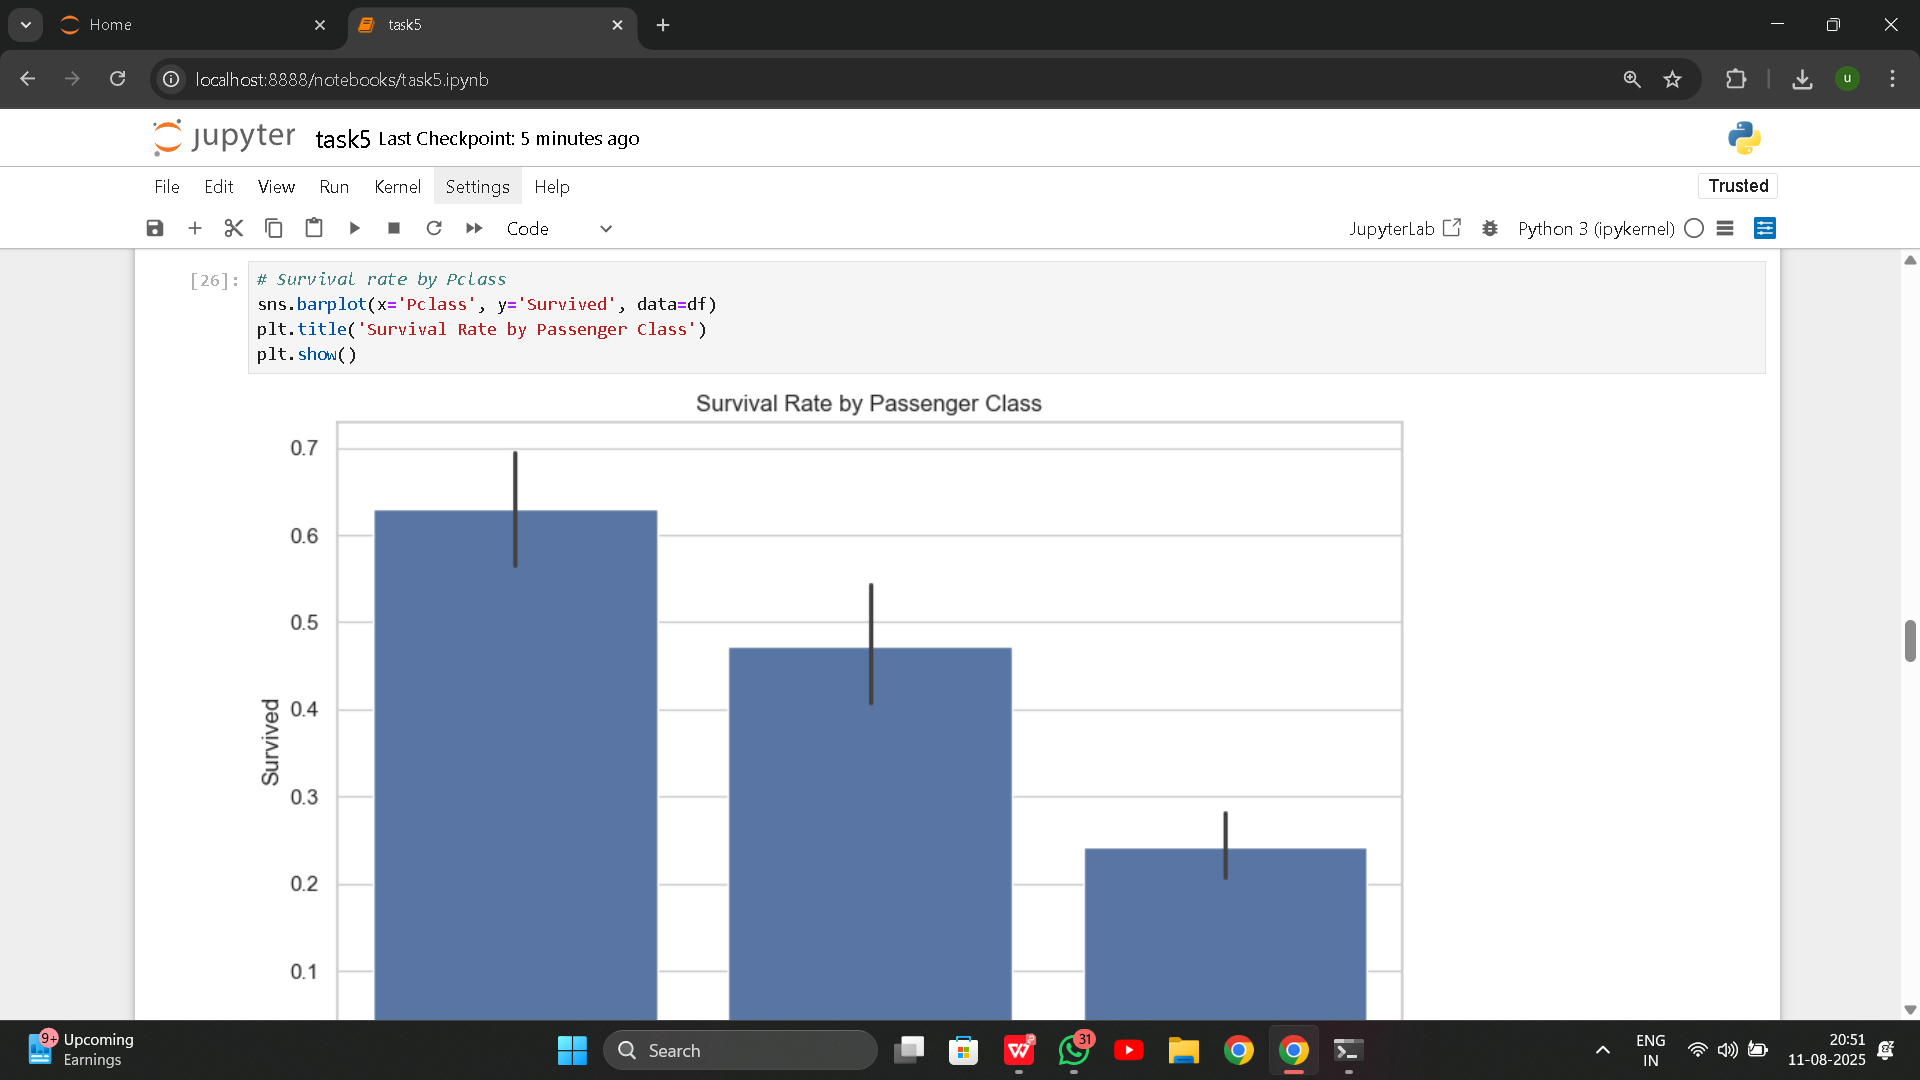 Home
task5
localhost:8888/notebooks/task5.ipynb
u
jupyter task5 Last Checkpoint: 5 minutes ago
File Edit View Run Kernel Settings Help
Trusted
Code
JupyterLab
Python 3 (ipykernel)
[26]:
# Survival rate by Pclass
sns.barplot(x='Pclass', y='Survived', data=df)
plt.title('Survival Rate by Passenger Class')
plt.show()
Survival Rate by Passenger Class
0.7
0.6
0.5
0.4
0.3
0.2
0.1
Survived
9+
Upcoming
Earnings
Search
31
ENG
IN
20:51
11-08-2025